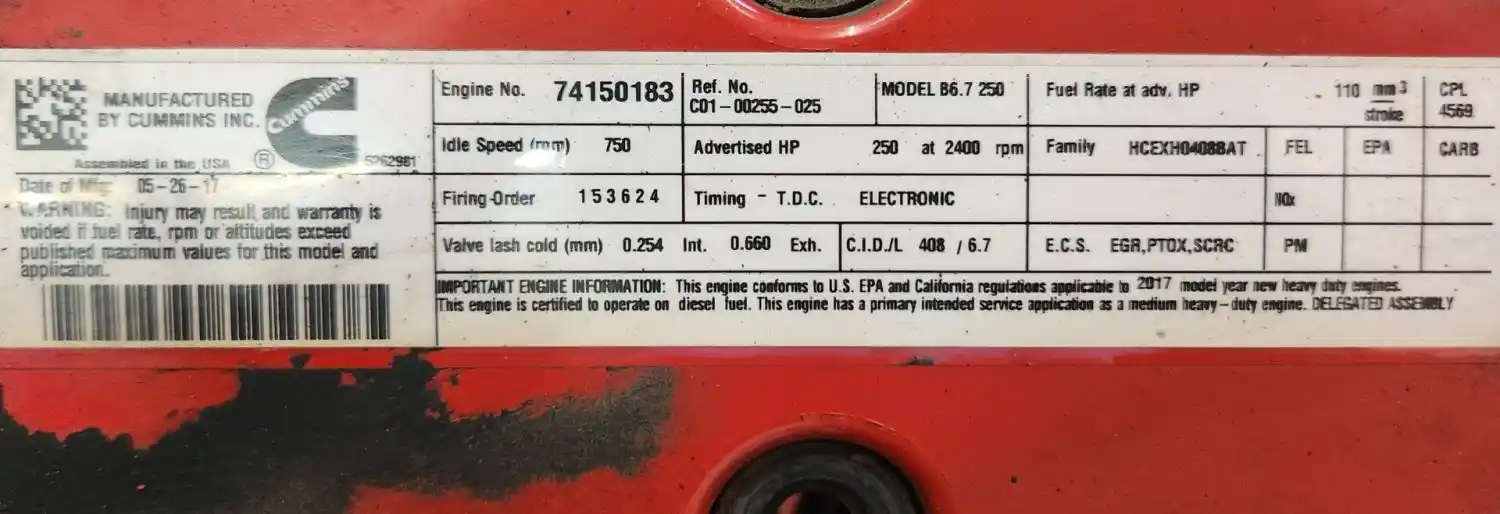 MANUFACTURED
BY CUMMINS INC.
Cummins
Assembled in the USA ® 5262981
Date of Mfg: 05-26-17
WARNING: Injury may result and warranty is
voided if fuel rate, rpm or altitudes exceed
published maximum values for this model and
application.
Engine No. 74150183
Ref. No.
C01-00255-025
MODEL B6.7 250
Fuel Rate at adv. HP 110 mm3
stroke
CPL
4569
Idle Speed (rpm) 750
Advertised HP 250 at 2400 rpm
Family HCEXH0408BAT
FEL EPA CARB
Firing Order 153624
Timing - T.D.C. ELECTRONIC
NOx
Valve lash cold (mm) 0.254 Int. 0.660 Exh.
C.I.D./L 408 / 6.7
E.C.S. EGR,PTOX,SCRC
PM
IMPORTANT ENGINE INFORMATION: This engine conforms to U.S. EPA and California regulations applicable to 2017 model year new heavy duty engines.
This engine is certified to operate on diesel fuel. This engine has a primary intended service application as a medium heavy-duty engine. DELEGATED ASSEMBLY